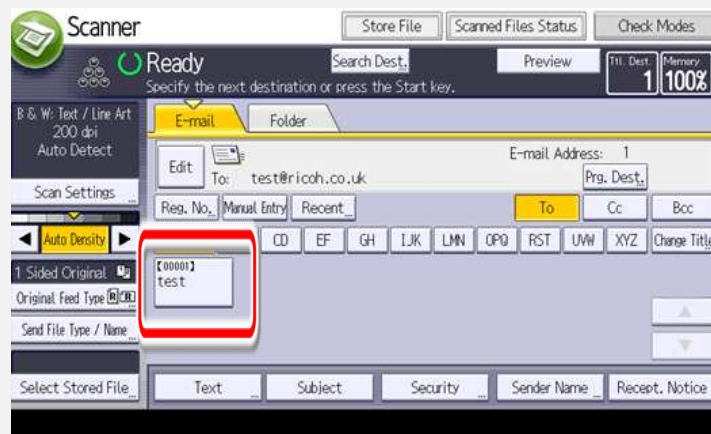 Scanner
Store File
Scanned Files Status
Check Modes
Ready
Search Dest.
Preview
Ttl. Dest.
1
Memory
100%
Specify the next destination or press the Start key.
B & W: Text / Line Art
200 dpi
Auto Detect
Scan Settings
Auto Density
1 Sided Original
Original Feed Type
Send File Type / Name
Select Stored File
E-mail
Folder
Edit
To: test@ricoh.co.uk
E-mail Address: 1
Prg. Dest.
Reg. No.
Manual Entry
Recent
To
Cc
Bcc
CD
EF
GH
IJK
LMN
OPQ
RST
UVW
XYZ
Change Title
【00001】
test
Text
Subject
Security
Sender Name
Recept. Notice